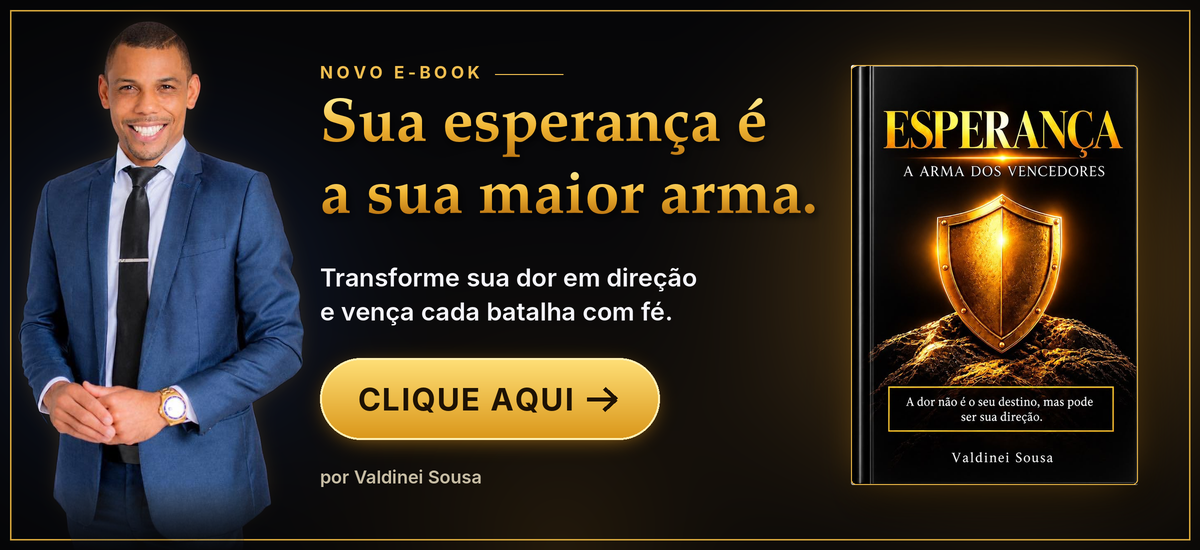 NOVO E-BOOK
Sua esperança é
a sua maior arma.
Transforme sua dor em direção
e vença cada batalha com fé.
CLIQUE AQUI →
por Valdinei Sousa
ESPERANÇA
A ARMA DOS VENCEDORES
A dor não é o seu destino, mas pode
ser sua direção.
Valdinei Sousa